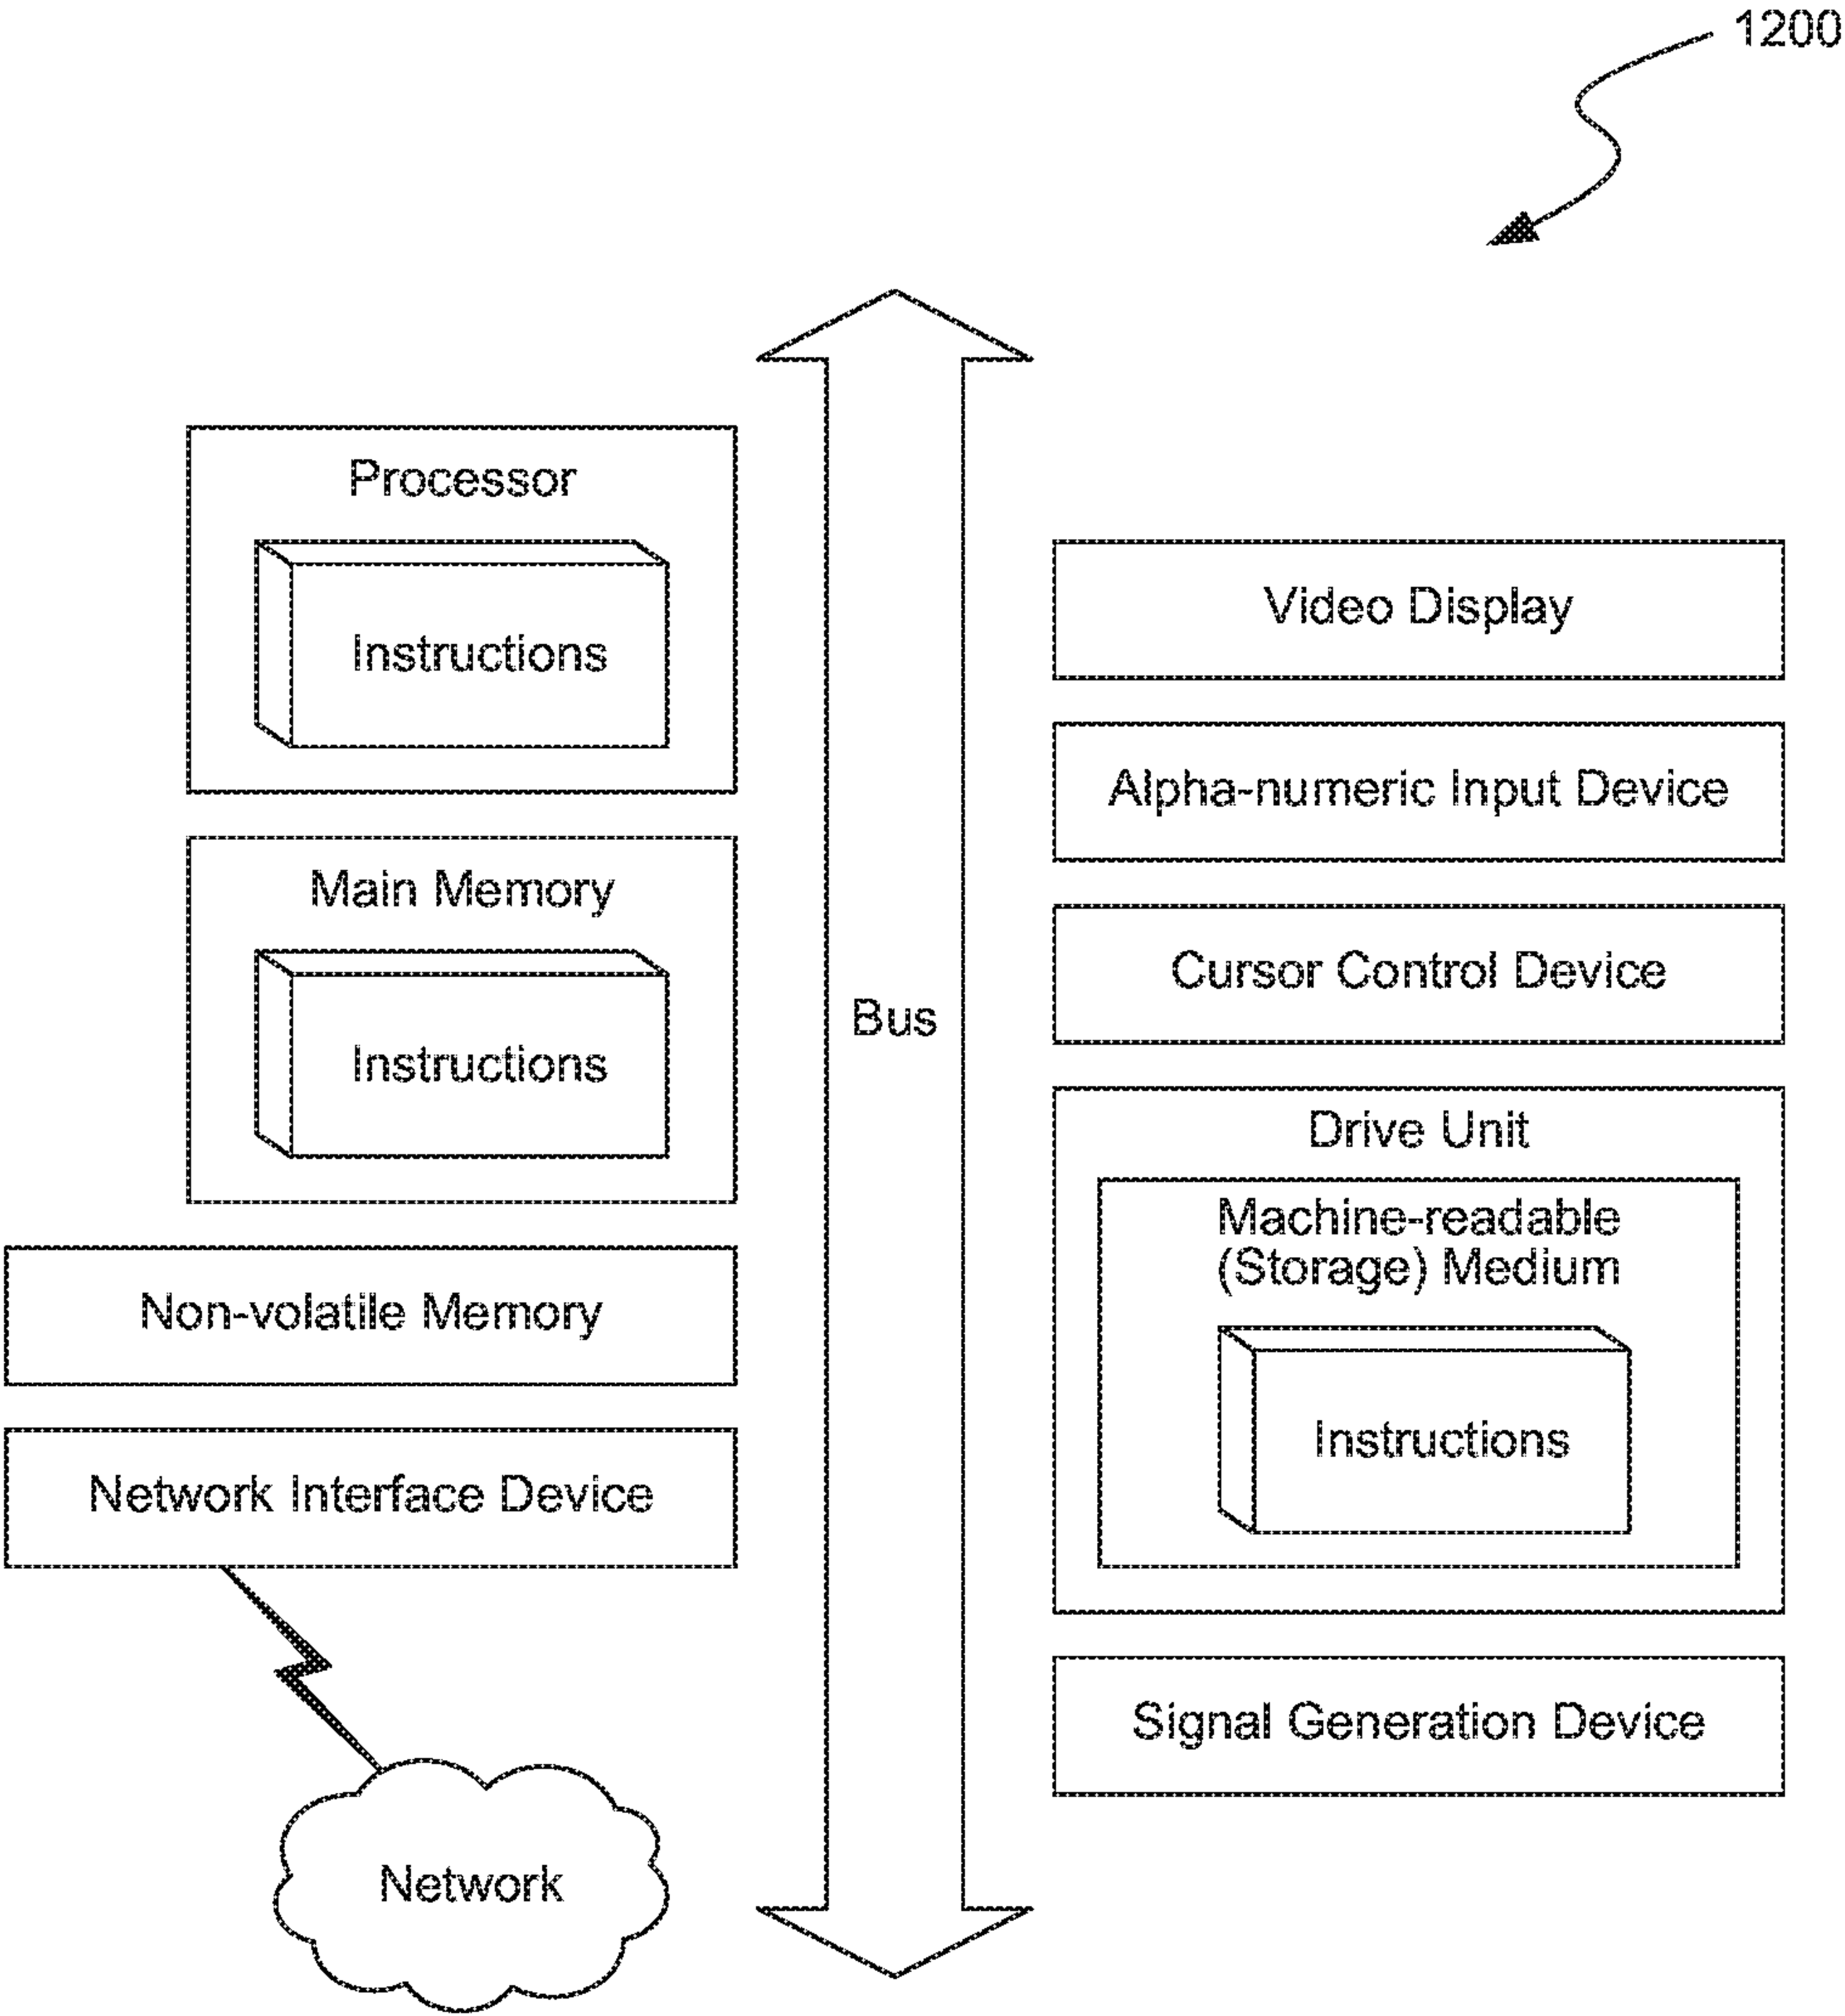 1200
Processor
Instructions
Main Memory
Instructions
Non-volatile Memory
Network Interface Device
Network
Bus
Video Display
Alpha-numeric Input Device
Cursor Control Device
Drive Unit
Machine-readable
(Storage) Medium
Instructions
Signal Generation Device